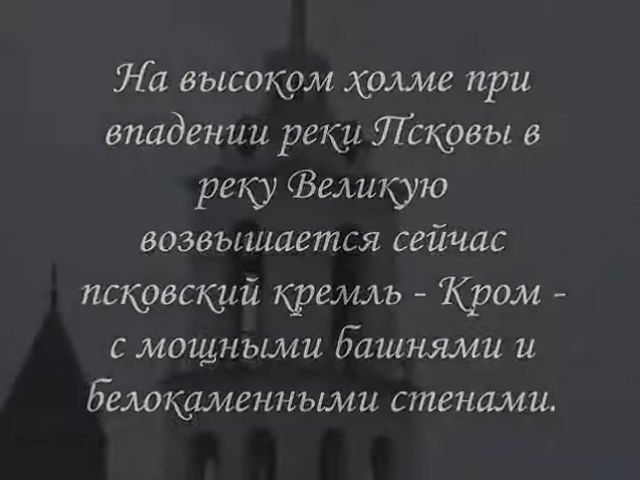 На высоком холме при
впадении реки Псковы в
реку Великую
возвышается сейчас
псковский кремль - Кром -
с мощными башнями и
белокаменными стенами.